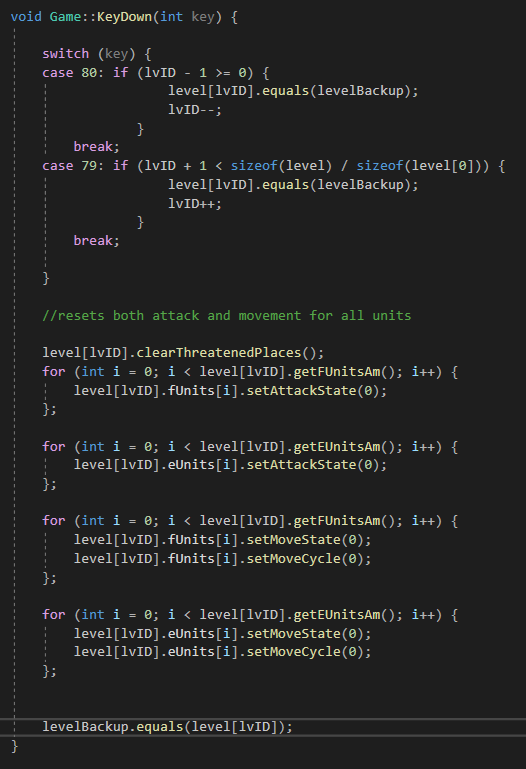 void Game::KeyDown(int key) {
switch (key) {
case 80: if (lvID - 1 >= 0) {
level[lvID].equals(levelBackup);
lvID--;
}
break;
case 79: if (lvID + 1 < sizeof(level) / sizeof(level[0])) {
level[lvID].equals(levelBackup);
lvID++;
}
break;
}
//resets both attack and movement for all units
level[lvID].clearThreatenedPlaces();
for (int i = 0; i < level[lvID].getFUnitsAm(); i++) {
level[lvID].fUnits[i].setAttackState(0);
};
for (int i = 0; i < level[lvID].getEUnitsAm(); i++) {
level[lvID].eUnits[i].setAttackState(0);
};
for (int i = 0; i < level[lvID].getFUnitsAm(); i++) {
level[lvID].fUnits[i].setMoveState(0);
level[lvID].fUnits[i].setMoveCycle(0);
};
for (int i = 0; i < level[lvID].getEUnitsAm(); i++) {
level[lvID].eUnits[i].setMoveState(0);
level[lvID].eUnits[i].setMoveCycle(0);
};
levelBackup.equals(level[lvID]);
}